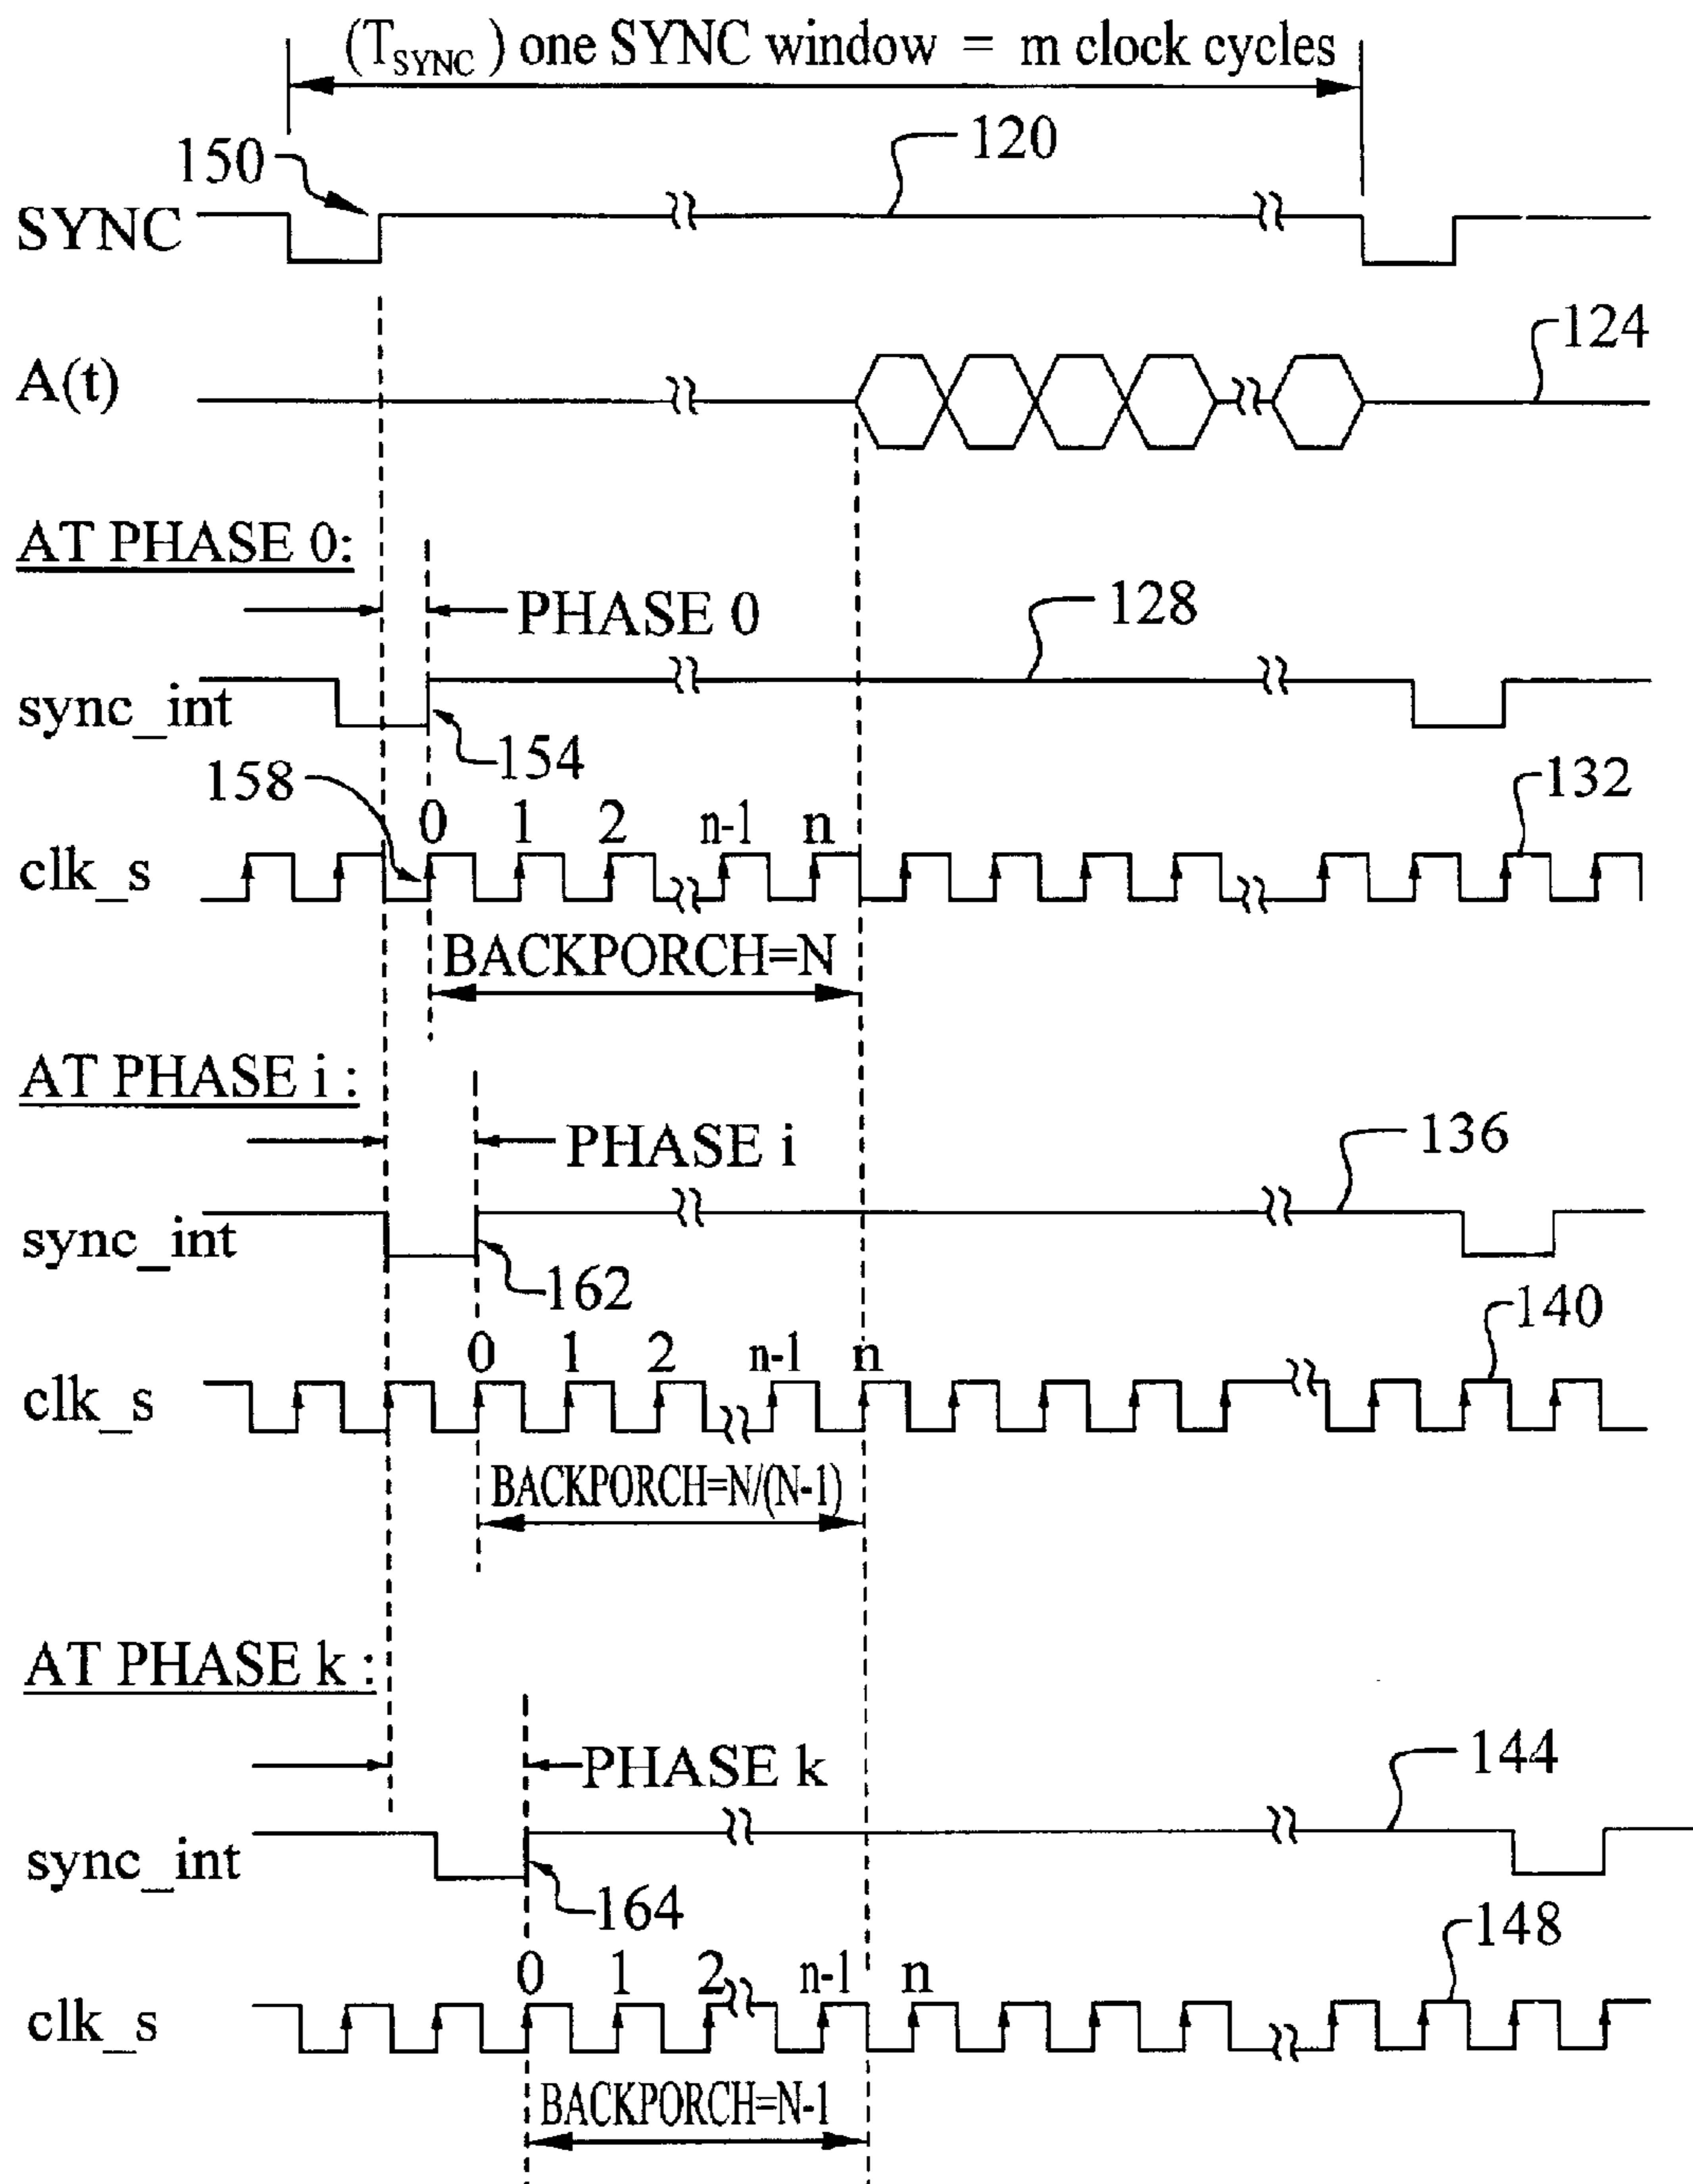 (T_SYNC) one SYNC window = m clock cycles
150
120
SYNC
124
A(t)
AT PHASE 0:
PHASE 0
128
sync_int
154
158
132
0 1 2 n-1 n
clk_s
BACKPORCH=N
AT PHASE i :
PHASE i
136
sync_int
162
140
0 1 2 n-1 n
clk_s
BACKPORCH=N/(N-1)
AT PHASE k :
PHASE k
144
sync_int
164
148
0 1 2 n-1 n
clk_s
BACKPORCH=N-1